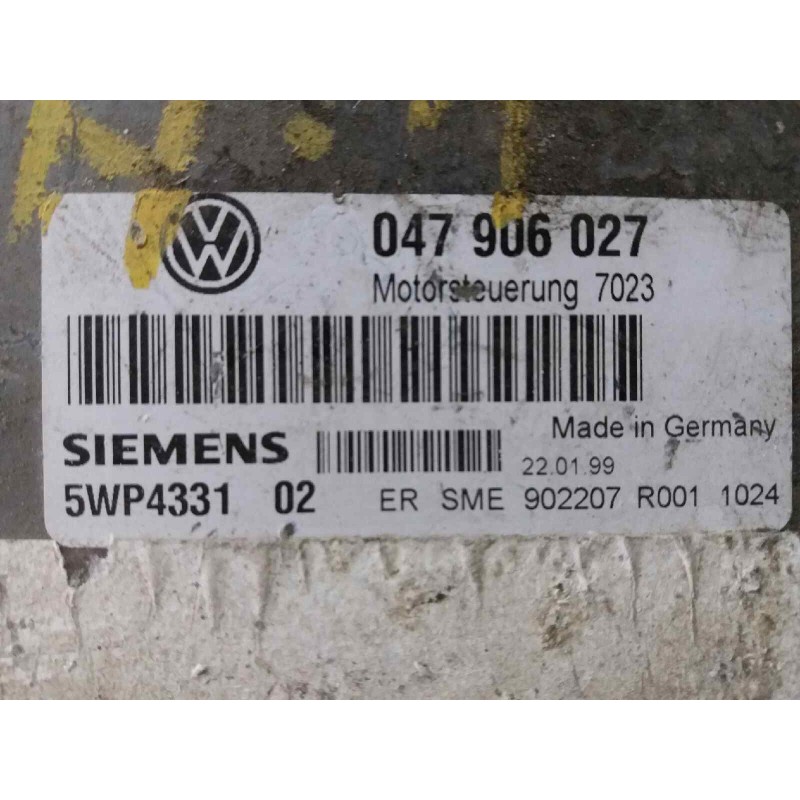 047 906 027
Motorsteuerung 7023
Made in Germany
SIEMENS
22.01.99
5WP4331 02 ER SME 902207 R001 1024